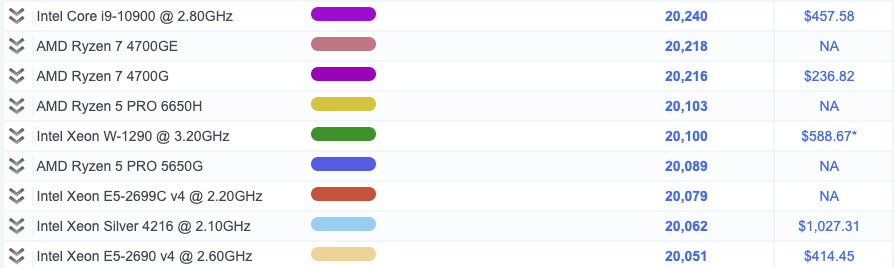 Intel Core i9-10900 @ 2.80GHz 20,240 $457.58
AMD Ryzen 7 4700GE 20,218 NA
AMD Ryzen 7 4700G 20,216 $236.82
AMD Ryzen 5 PRO 6650H 20,103 NA
Intel Xeon W-1290 @ 3.20GHz 20,100 $588.67*
AMD Ryzen 5 PRO 5650G 20,089 NA
Intel Xeon E5-2699C v4 @ 2.20GHz 20,079 NA
Intel Xeon Silver 4216 @ 2.10GHz 20,062 $1,027.31
Intel Xeon E5-2690 v4 @ 2.60GHz 20,051 $414.45